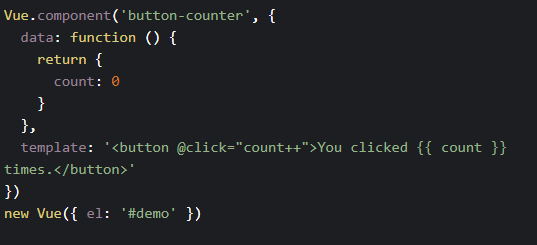 Vue.component('button-counter', {
  data: function () {
    return {
      count: 0
    }
  },
  template: '<button @click="count++">You clicked {{ count }}
times.</button>'
})
new Vue({ el: '#demo' })